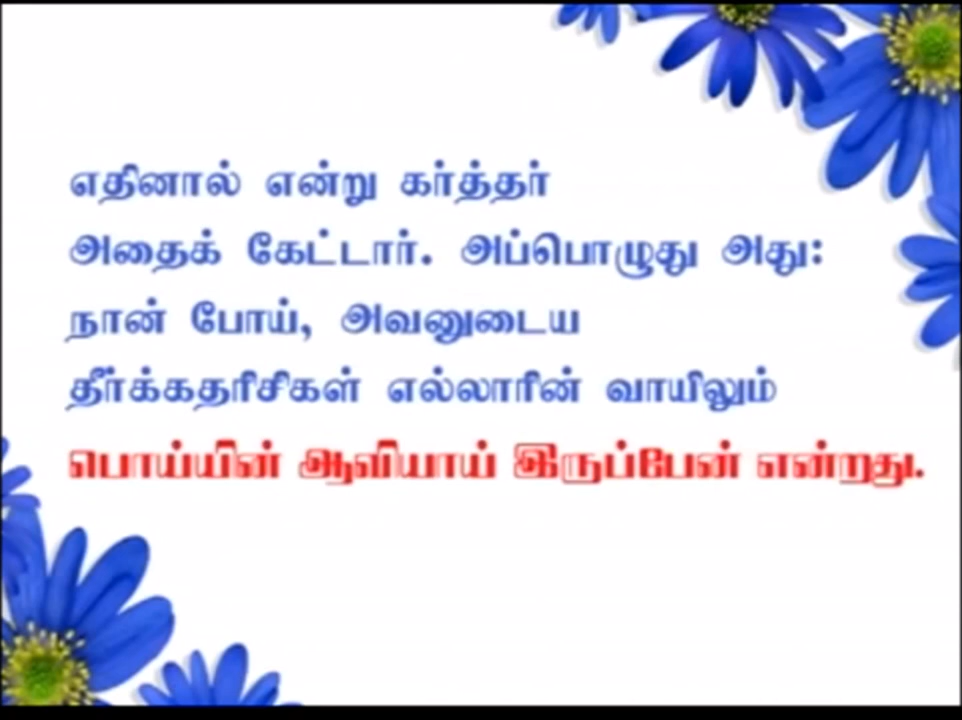 எதினால் என்று கர்த்தர்
அதைக் கேட்டார். அப்பொழுது அது:
நான் போய், அவனுடைய
தீர்க்கதரிசிகள் எல்லாரின் வாயிலும்
பொய்யின் ஆவியாய் இருப்பேன் என்றது.